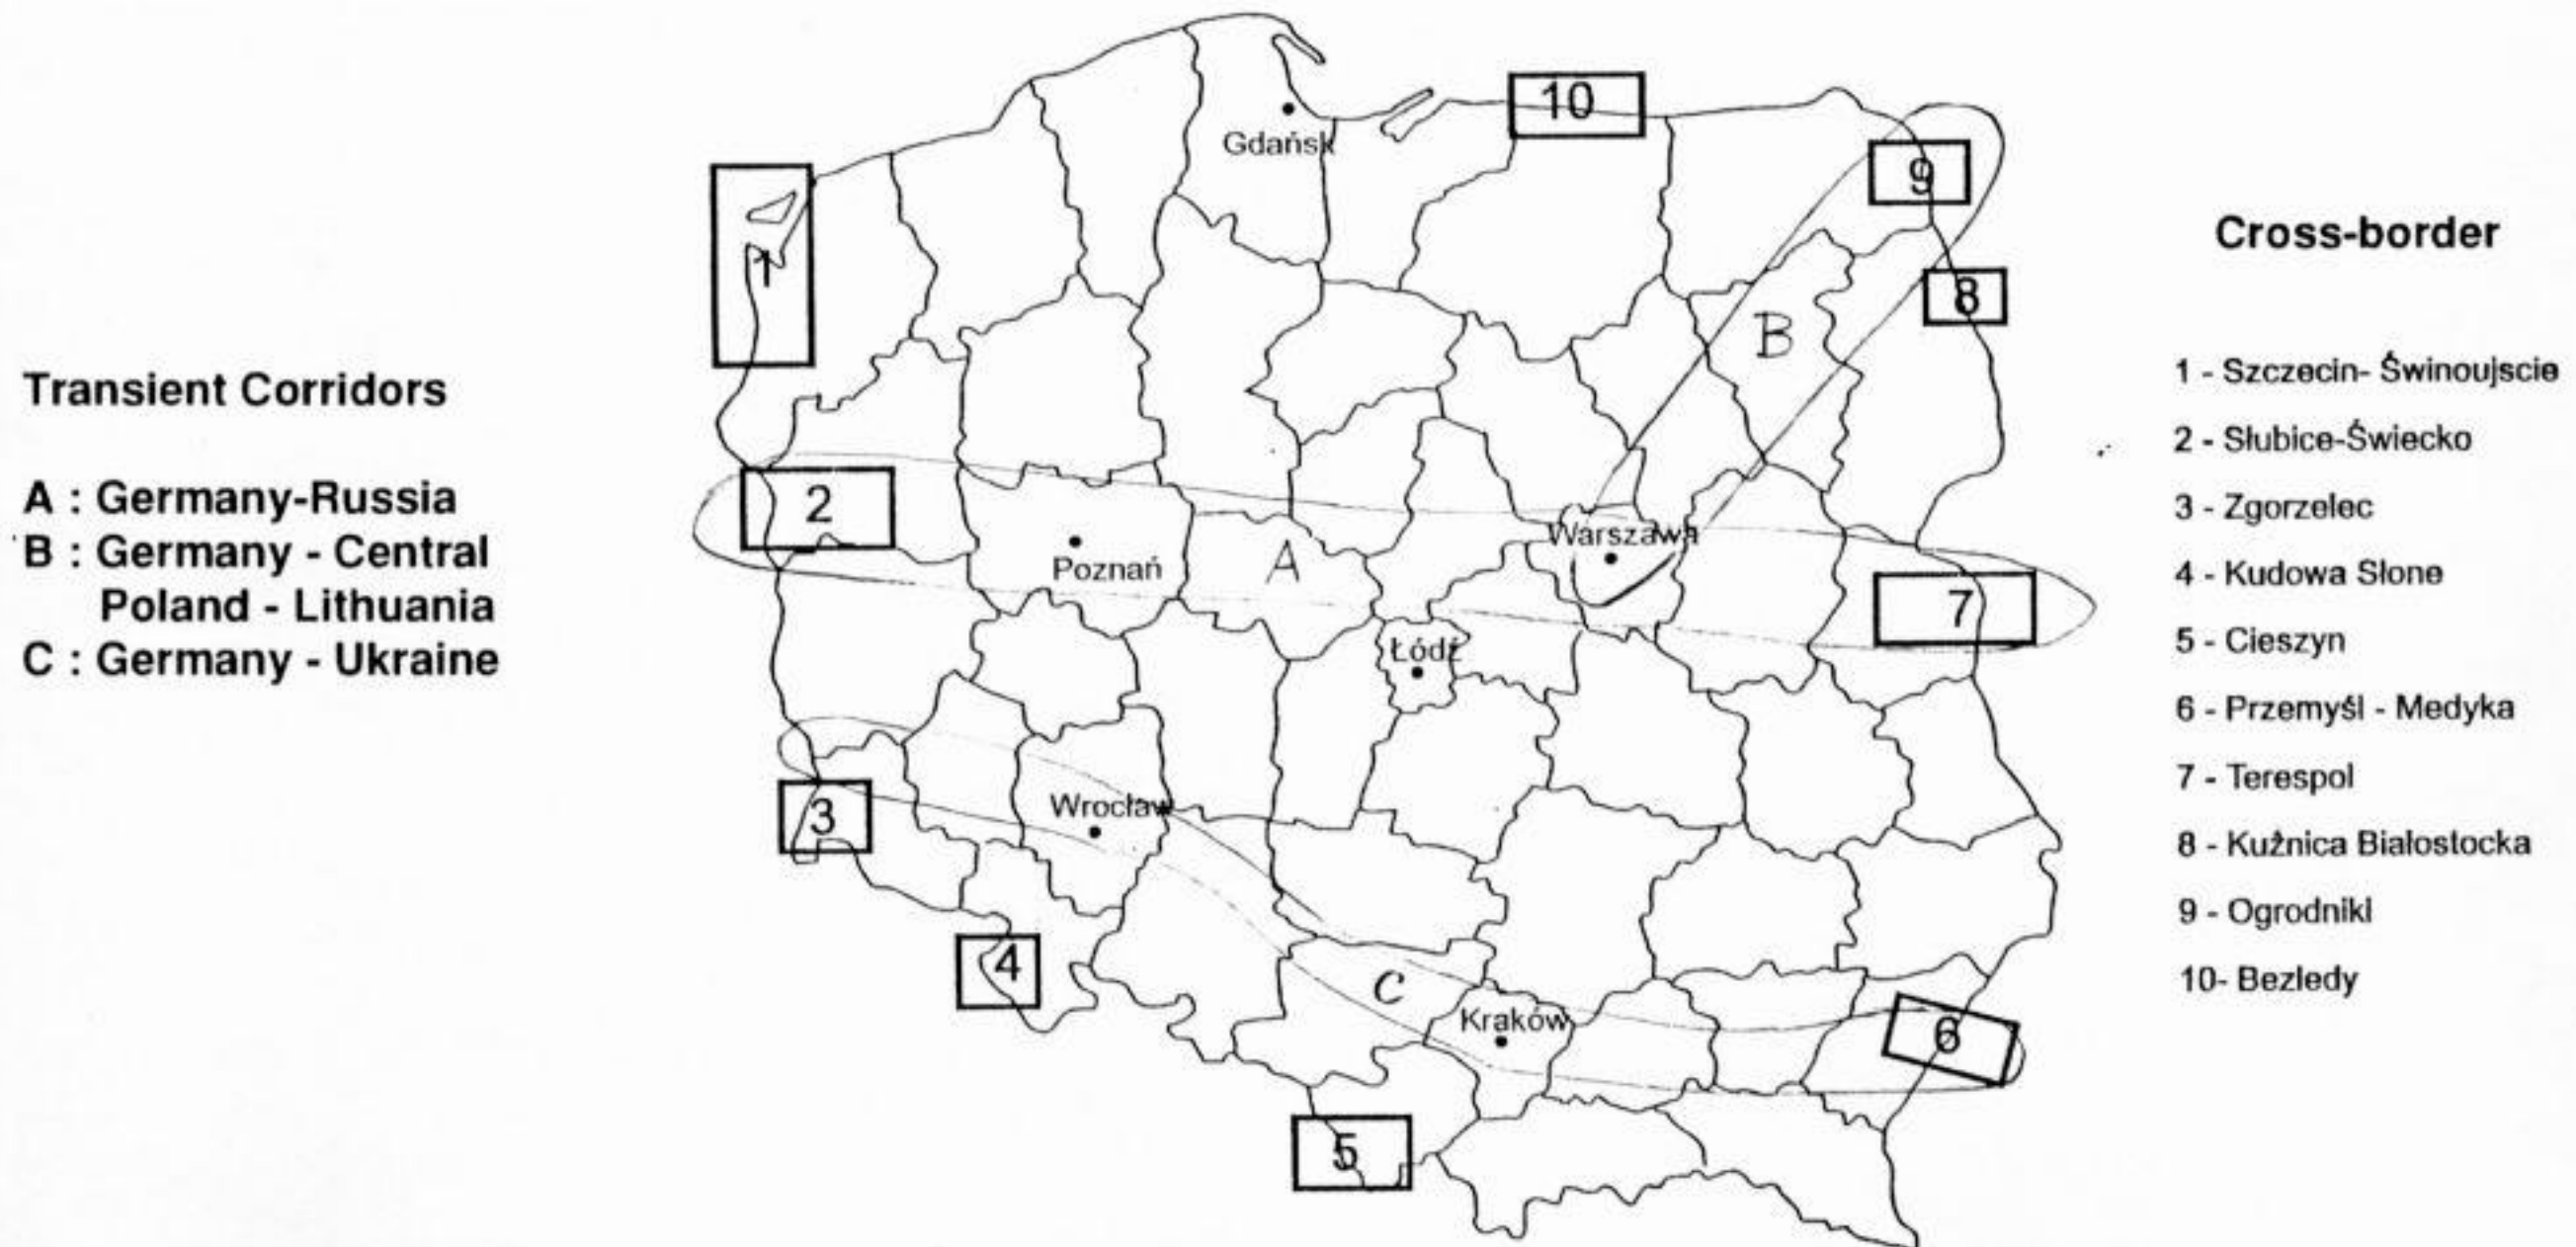 Transient Corridors
A : Germany-Russia
B : Germany - Central
Poland - Lithuania
C : Germany - Ukraine
1
2
3
4
5
6
7
8
9
10
Gdańsk
Poznań
Warszawa
Łódź
Wrocław
Kraków
A
B
C
Cross-border
1 - Szczecin- Świnoujscie
2 - Słubice-Świecko
3 - Zgorzelec
4 - Kudowa Słone
5 - Cieszyn
6 - Przemyśl - Medyka
7 - Terespol
8 - Kuźnica Białostocka
9 - Ogrodniki
10- Bezledy